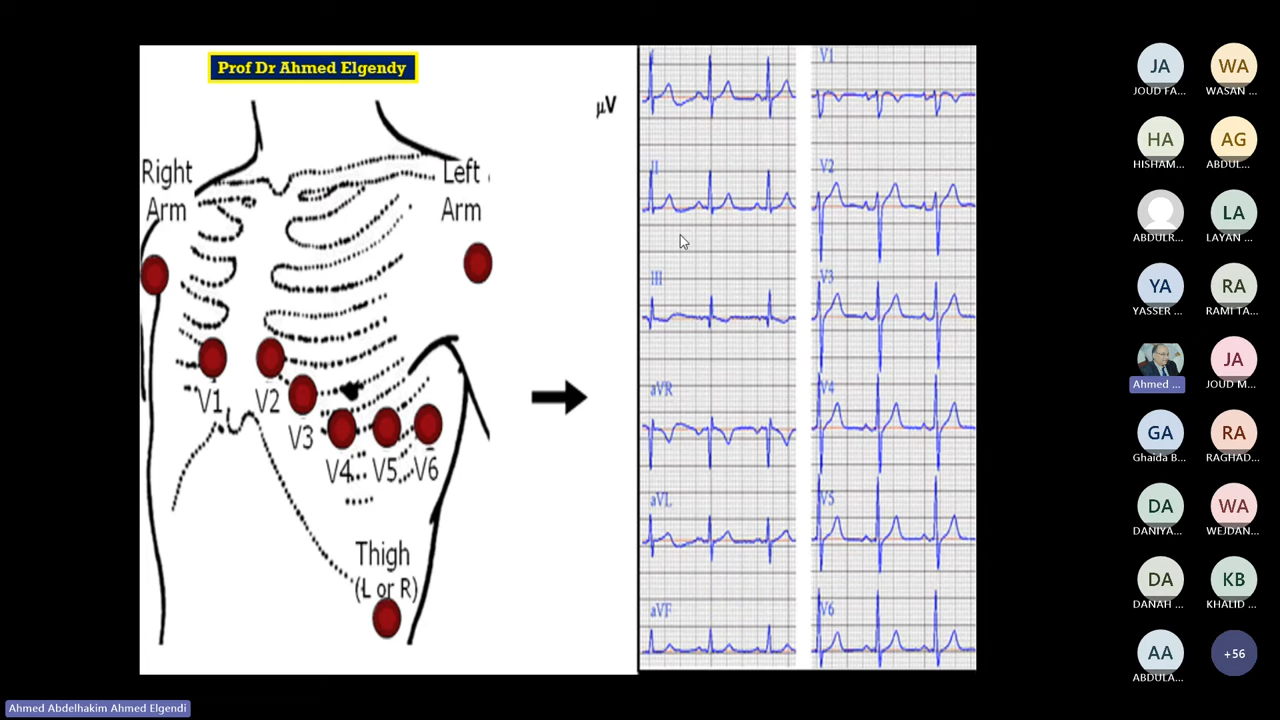 Prof Dr Ahmed Elgendy
µV
Right
Arm
Left
Arm
V1
V2
V3
V4
V5
V6
Thigh
(L or R)
II
III
aVR
aVL
aVF
V1
V2
V3
V4
V5
V6
JA
JOUD FA...
WA
WASAN ...
HA
HISHAM...
AG
ABDUL...
ABDULR...
LA
LAYAN ...
YA
YASSER ...
RA
RAMI TA...
Ahmed ...
JA
JOUD M...
GA
Ghaida B...
RA
RAGHAD...
DA
DANIYA...
WA
WEJDAN...
DA
DANAH ...
KB
KHALID ...
AA
ABDULA...
+56
Ahmed Abdelhakim Ahmed Elgendi